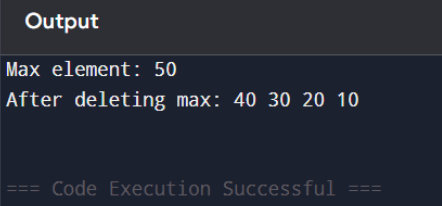 Output
Max element: 50
After deleting max: 40 30 20 10
=== Code Execution Successful ===